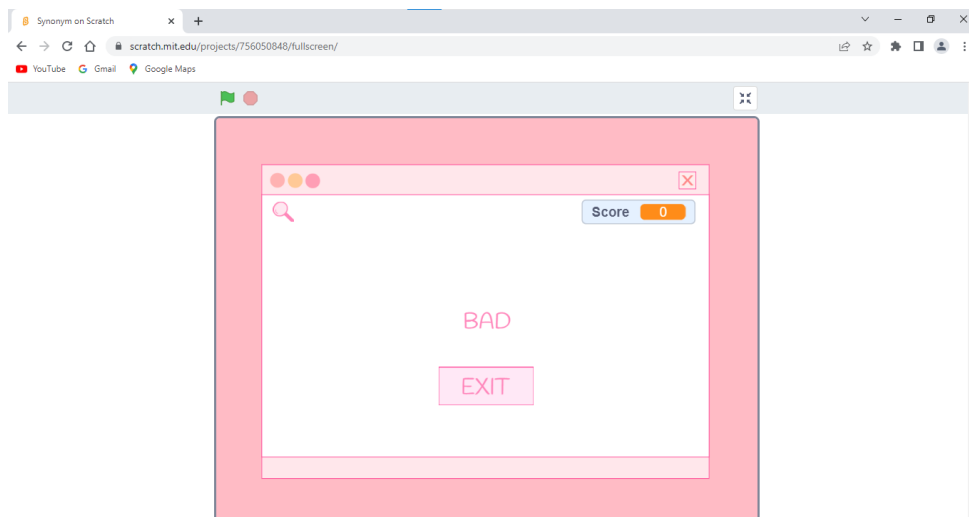 Synonym on Scratch
scratch.mit.edu/projects/756050848/fullscreen/
YouTube Gmail Google Maps
Score 0
BAD
EXIT